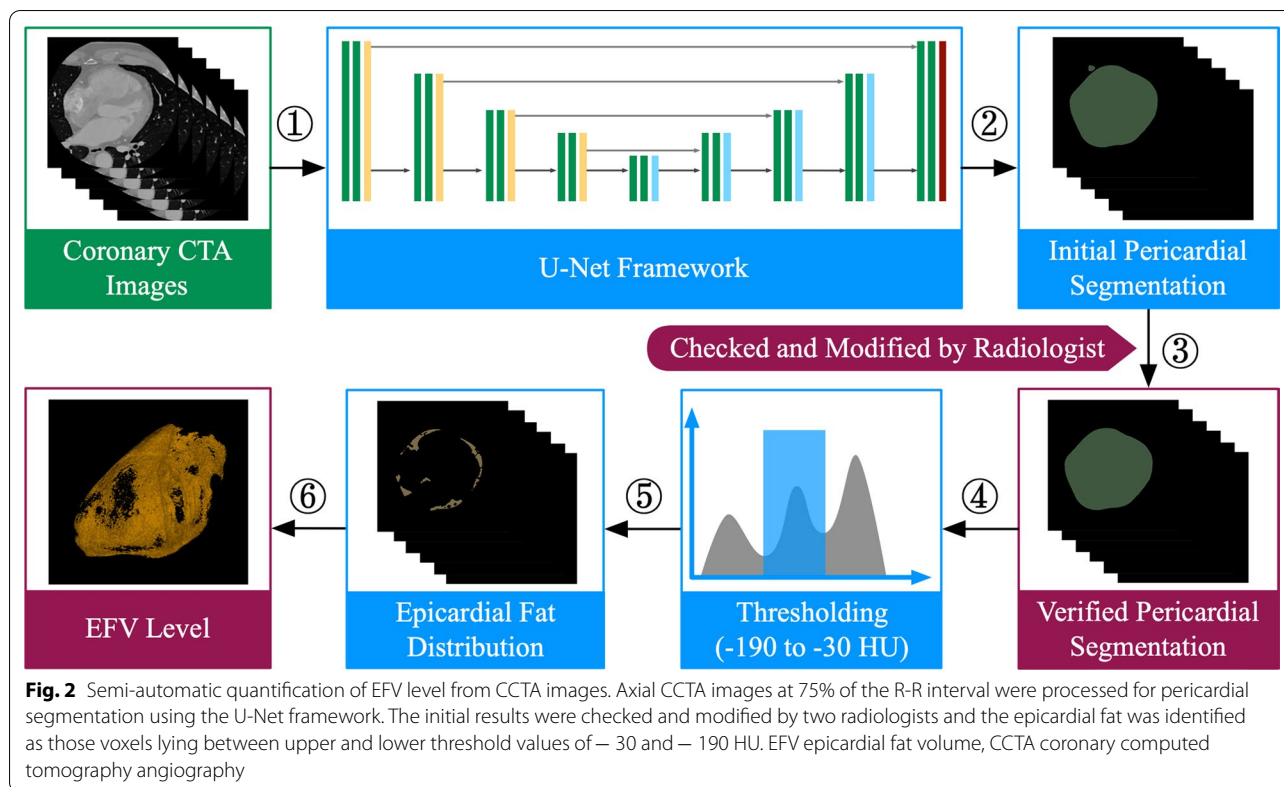 ①
②
Coronary CTA
Images
U-Net Framework
Initial Pericardial
Segmentation
Checked and Modified by Radiologist
③
⑥
⑤
④
EFV Level
Epicardial Fat
Distribution
Thresholding
(-190 to -30 HU)
Verified Pericardial
Segmentation
Fig. 2 Semi-automatic quantification of EFV level from CCTA images. Axial CCTA images at 75% of the R-R interval were processed for pericardial
segmentation using the U-Net framework. The initial results were checked and modified by two radiologists and the epicardial fat was identified
as those voxels lying between upper and lower threshold values of − 30 and − 190 HU. EFV epicardial fat volume, CCTA coronary computed
tomography angiography